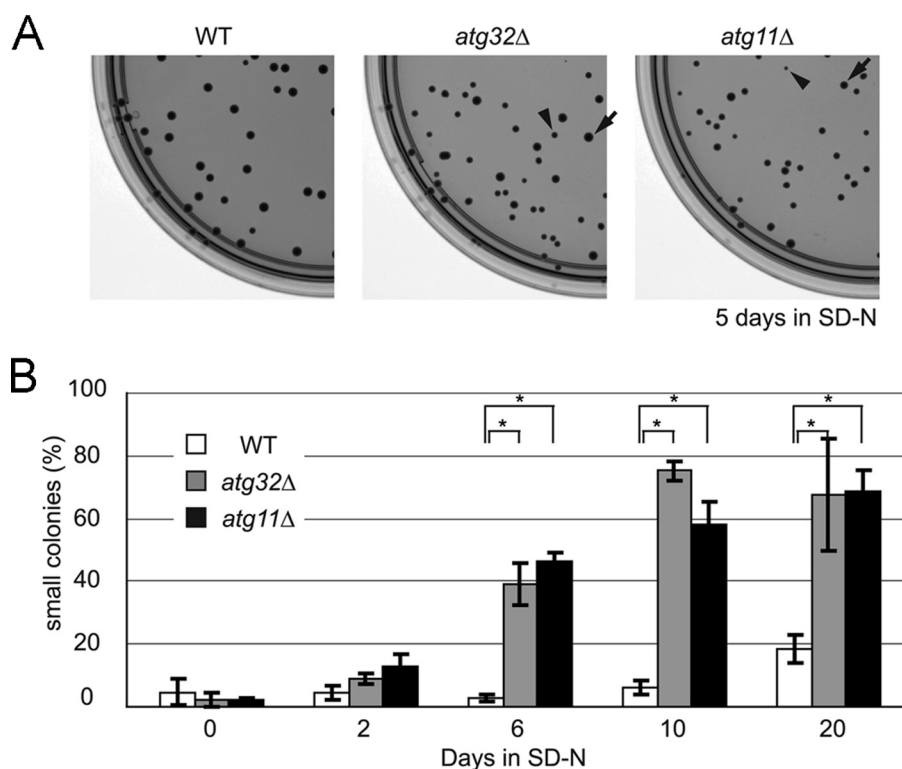 A
WT
atg32Δ
atg11Δ
5 days in SD-N
B
small colonies (%)
100
80
60
40
20
0
WT
atg32Δ
atg11Δ
* * * * * *
0 2 6 10 20
Days in SD-N